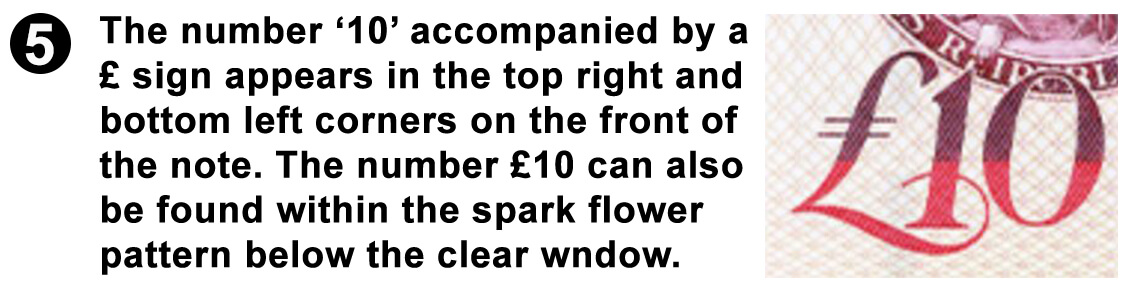 5
The number ‘10’ accompanied by a
£ sign appears in the top right and
bottom left corners on the front of
the note. The number £10 can also
be found within the spark flower
pattern below the clear wndow.
£10